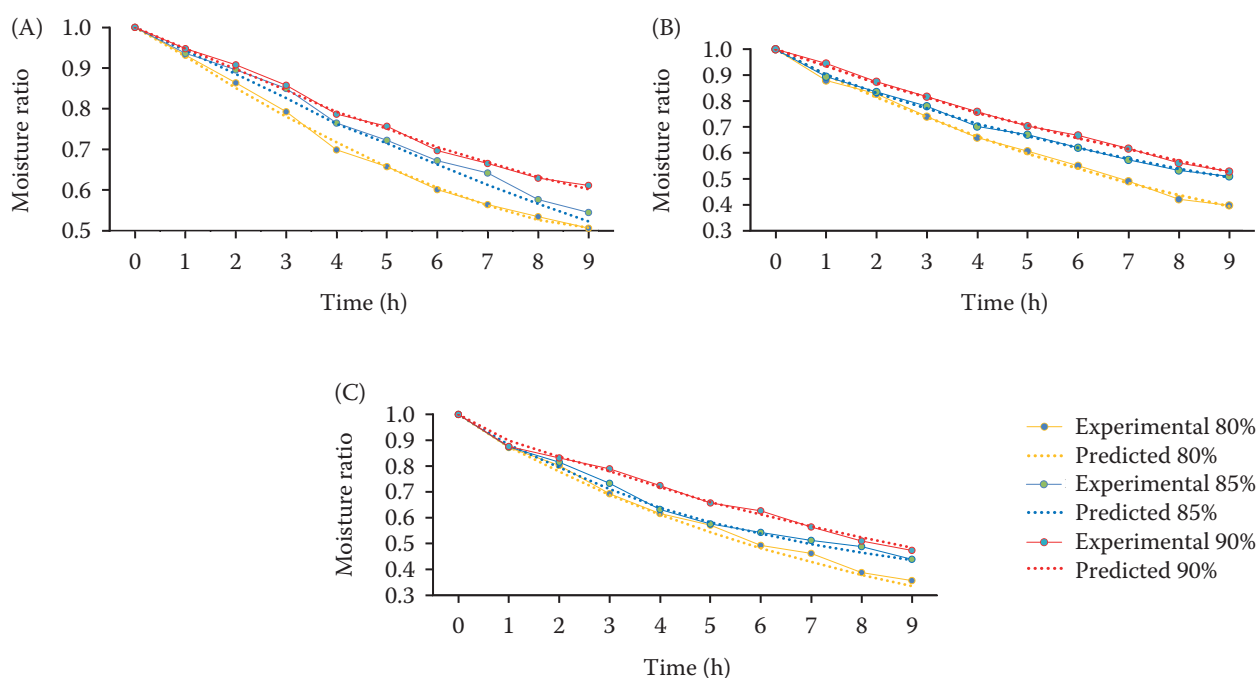 (A)
1.0
0.9
0.8
0.7
0.6
0.5
Moisture ratio
0 1 2 3 4 5 6 7 8 9
Time (h)
(B)
1.0
0.9
0.8
0.7
0.6
0.5
0.4
0.3
Moisture ratio
0 1 2 3 4 5 6 7 8 9
Time (h)
(C)
1.0
0.9
0.8
0.7
0.6
0.5
0.4
0.3
Moisture ratio
0 1 2 3 4 5 6 7 8 9
Time (h)
Experimental 80%
Predicted 80%
Experimental 85%
Predicted 85%
Experimental 90%
Predicted 90%